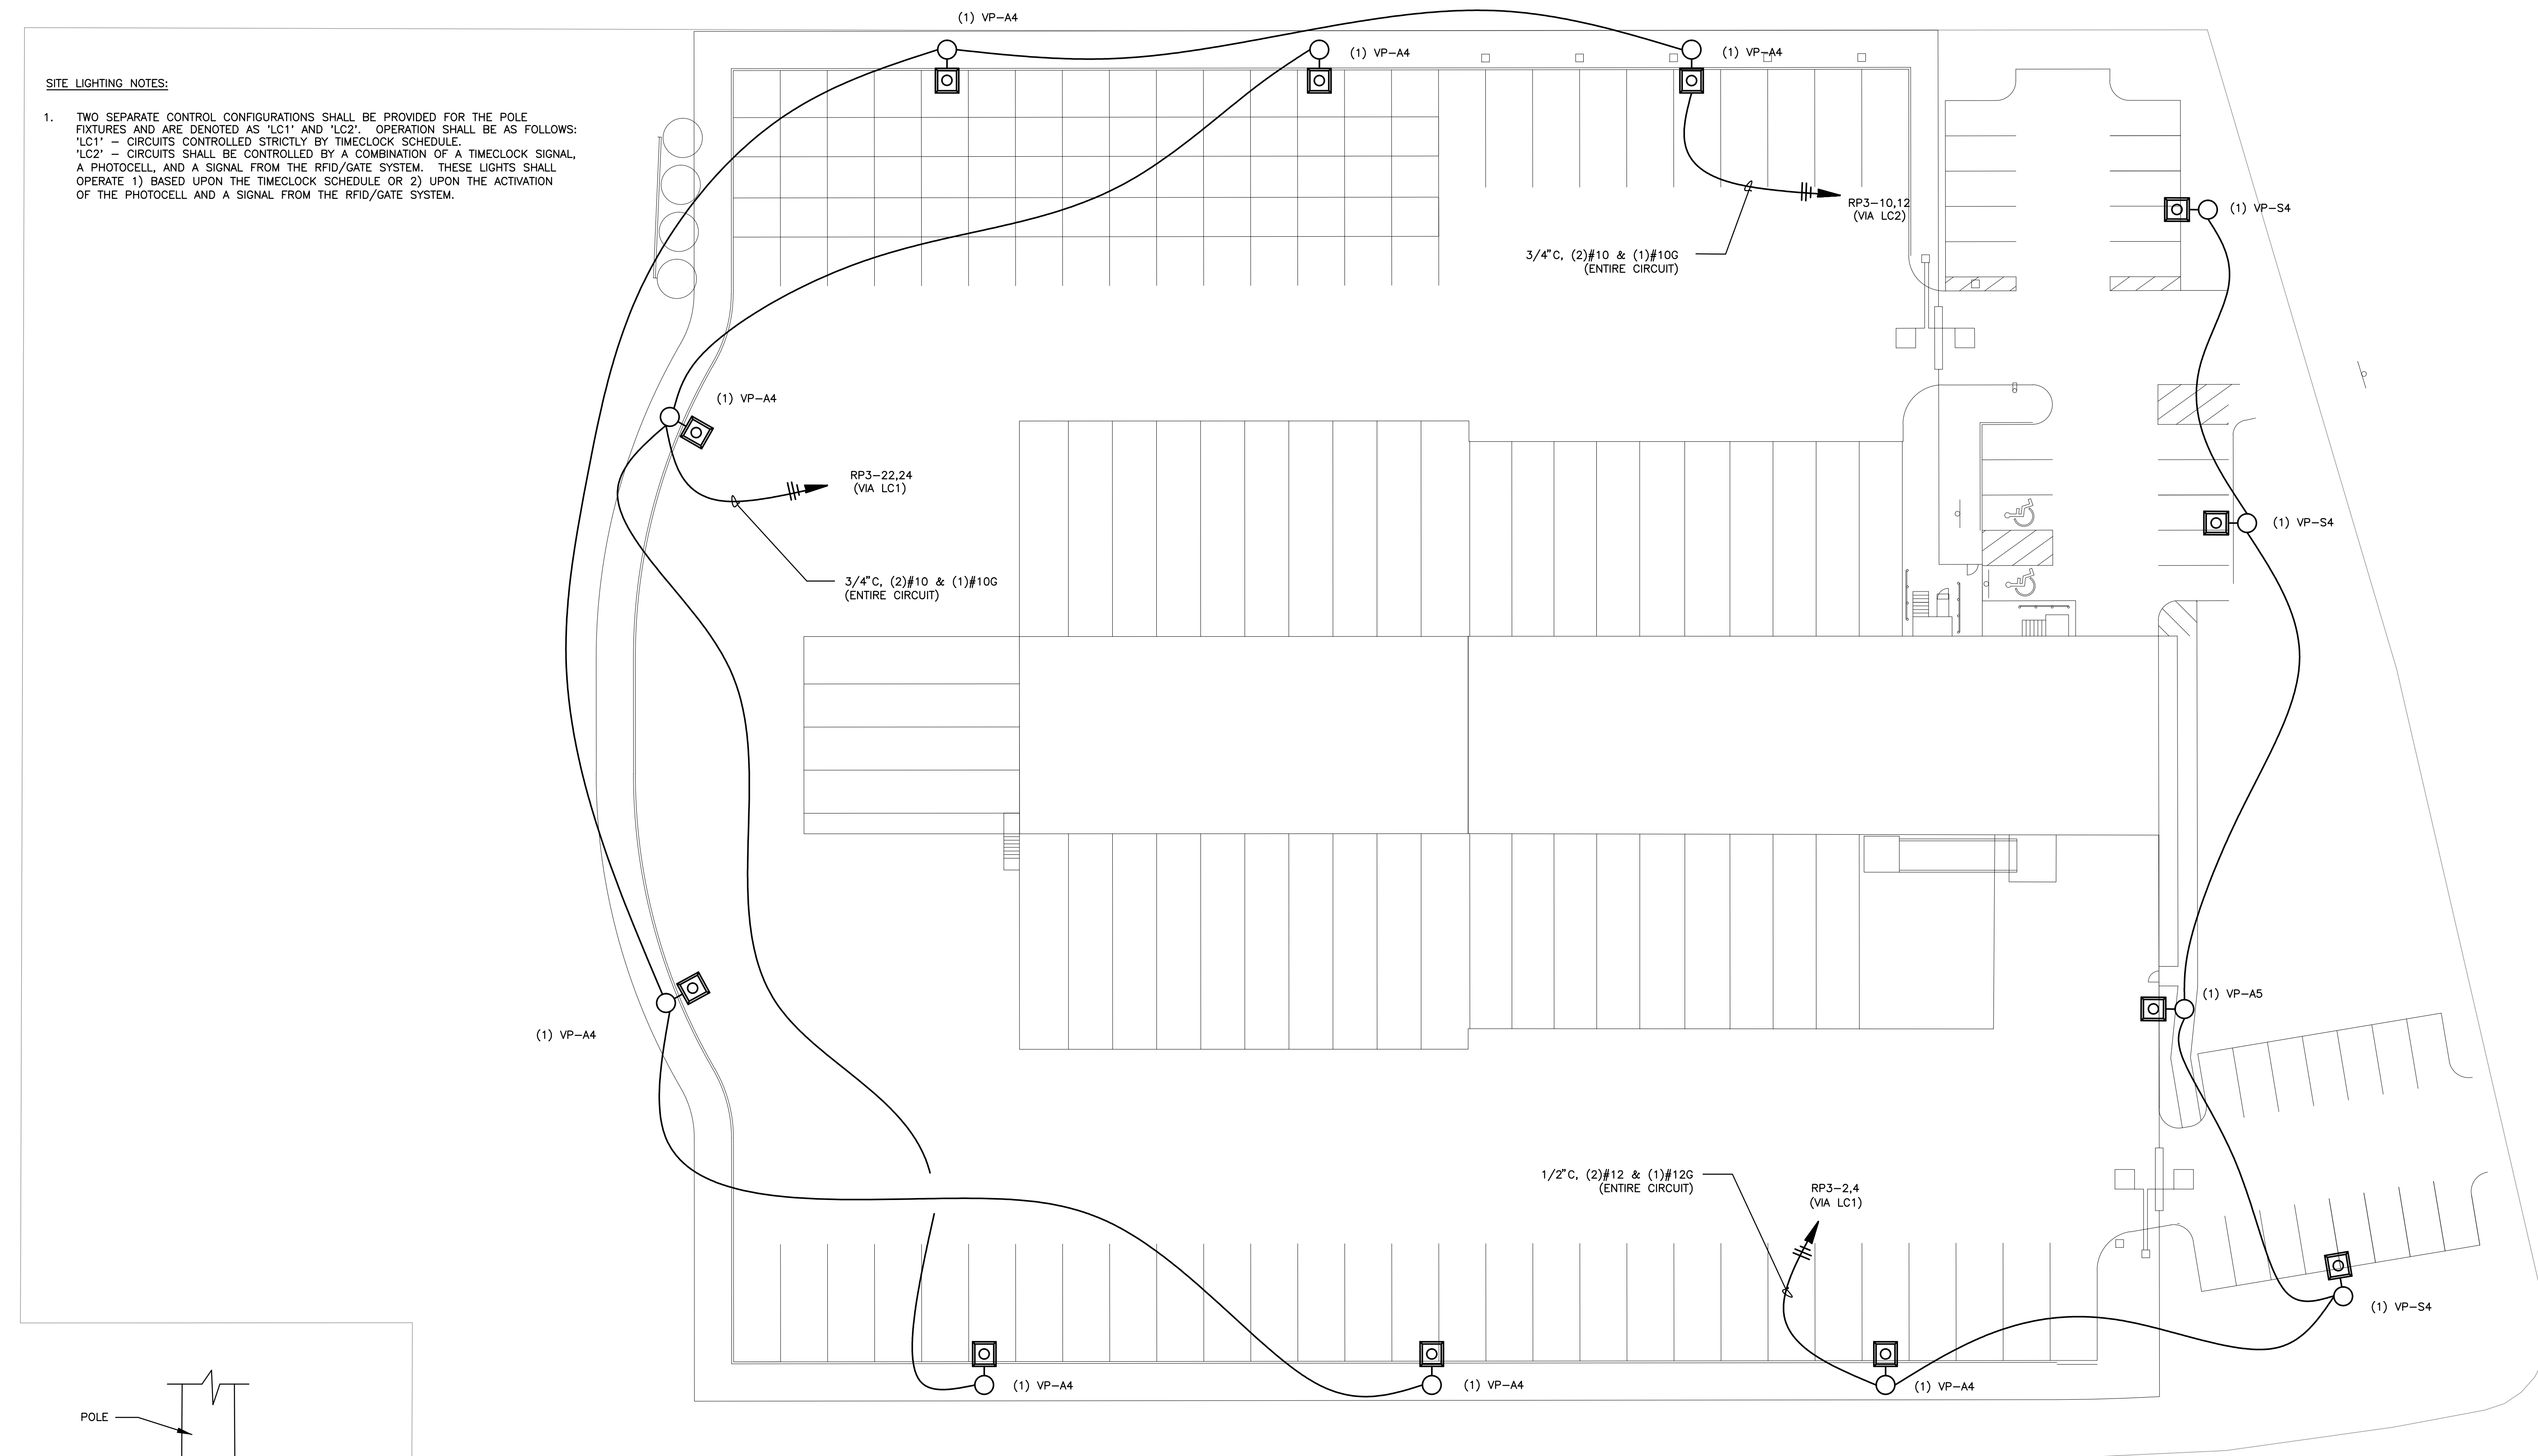 (1) VP-A4
(1) VP-A4
(1) VP-A4
SITE LIGHTING NOTES:
1. TWO SEPARATE CONTROL CONFIGURATIONS SHALL BE PROVIDED FOR THE POLE
FIXTURES AND ARE DENOTED AS 'LC1' AND 'LC2'. OPERATION SHALL BE AS FOLLOWS:
'LC1' – CIRCUITS CONTROLLED STRICTLY BY TIMECLOCK SCHEDULE.
'LC2' – CIRCUITS SHALL BE CONTROLLED BY A COMBINATION OF A TIMECLOCK SIGNAL,
A PHOTOCELL, AND A SIGNAL FROM THE RFID/GATE SYSTEM. THESE LIGHTS SHALL
OPERATE 1) BASED UPON THE TIMECLOCK SCHEDULE OR 2) UPON THE ACTIVATION
OF THE PHOTOCELL AND A SIGNAL FROM THE RFID/GATE SYSTEM.
RP3-10,12
(VIA LC2)
(1) VP-S4
3/4"C, (2)#10 & (1)#10G
(ENTIRE CIRCUIT)
(1) VP-A4
RP3-22,24
(VIA LC1)
(1) VP-S4
3/4"C, (2)#10 & (1)#10G
(ENTIRE CIRCUIT)
(1) VP-A5
(1) VP-A4
1/2"C, (2)#12 & (1)#12G
(ENTIRE CIRCUIT)
RP3-2,4
(VIA LC1)
(1) VP-S4
(1) VP-A4
(1) VP-A4
(1) VP-A4
POLE